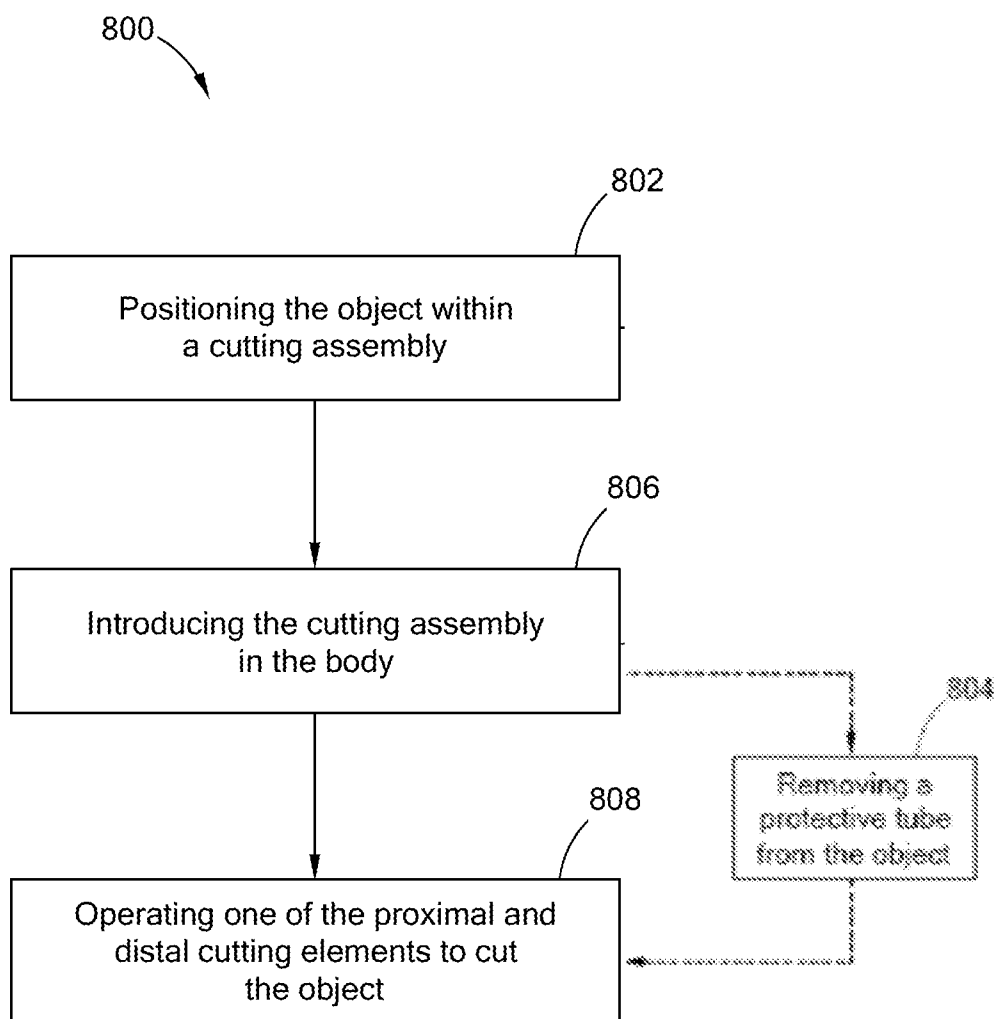 800
802
Positioning the object within
a cutting assembly
806
Introducing the cutting assembly
in the body
804
Removing a
protective tube
from the object
808
Operating one of the proximal and
distal cutting elements to cut
the object